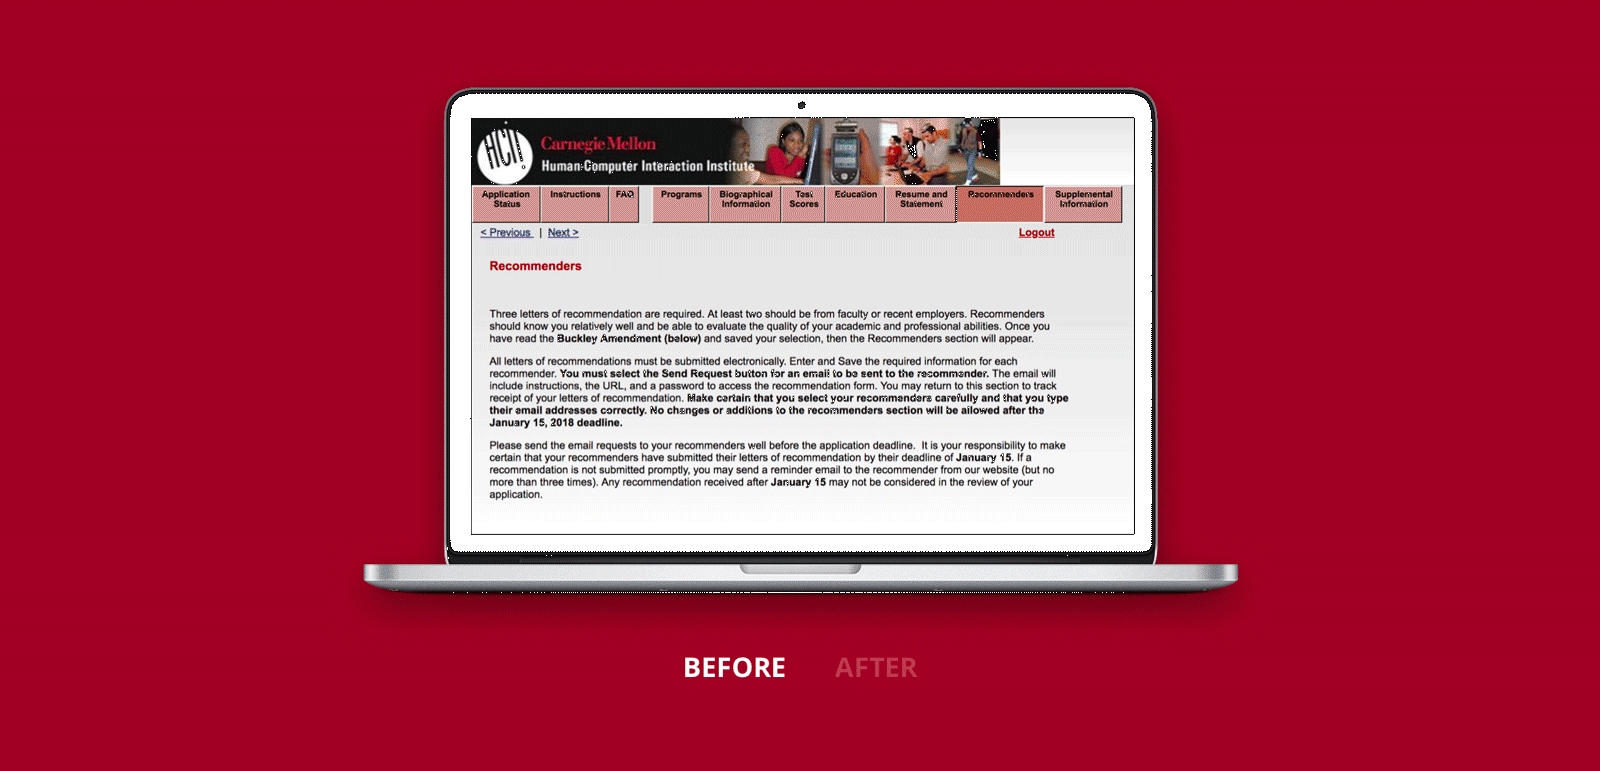 HCII
Carnegie Mellon
Human-Computer Interaction Institute
Application Status
Instructions
FAQ
Programs
Biographical Information
Test Scores
Education
Resume and Statement
Recommenders
Supplemental Information
< Previous | Next >
Logout
Recommenders
Three letters of recommendation are required. At least two should be from faculty or recent employers. Recommenders
should know you relatively well and be able to evaluate the quality of your academic and professional abilities. Once you
have read the Buckley Amendment (below) and saved your selection, then the Recommenders section will appear.
All letters of recommendations must be submitted electronically. Enter and Save the required information for each
recommender. You must select the Send Request button for an email to be sent to the recommender. The email will
include instructions, the URL, and a password to access the recommendation form. You may return to this section to track
receipt of your letters of recommendation. Make certain that you select your recommenders carefully and that you type
their email addresses correctly. No changes or additions to the recommenders section will be allowed after the
January 15, 2018 deadline.
Please send the email requests to your recommenders well before the application deadline. It is your responsibility to make
certain that your recommenders have submitted their letters of recommendation by their deadline of January 15. If a
recommendation is not submitted promptly, you may send a reminder email to the recommender from our website (but no
more than three times). Any recommendation received after January 15 may not be considered in the review of your
application.
BEFORE AFTER